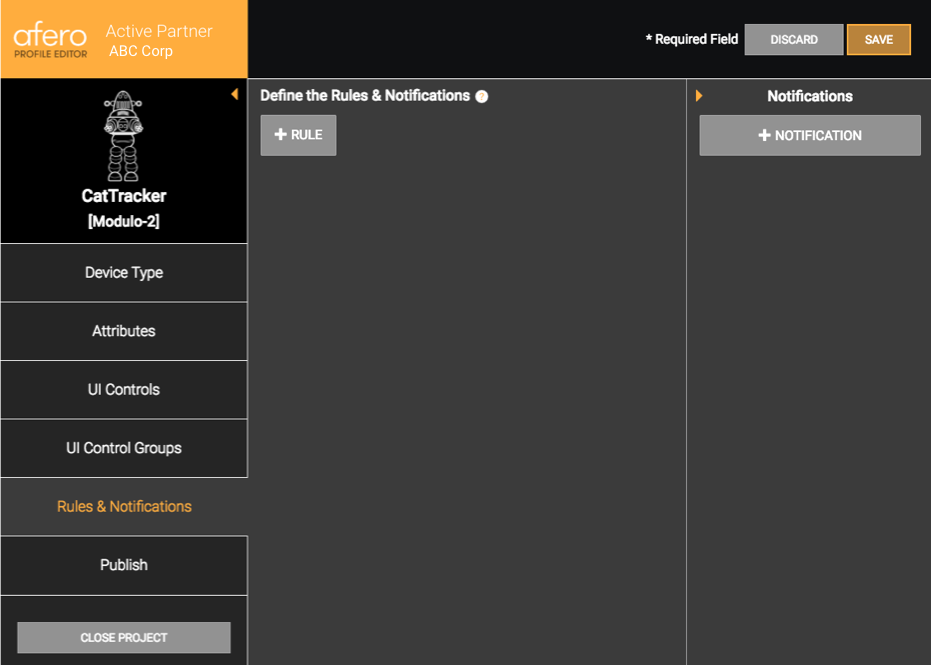 afero
PROFILE EDITOR
Active Partner
ABC Corp
* Required Field
DISCARD
SAVE
CatTracker
[Modulo-2]
Device Type
Attributes
UI Controls
UI Control Groups
Rules & Notifications
Publish
CLOSE PROJECT
Define the Rules & Notifications ?
+ RULE
Notifications
+ NOTIFICATION